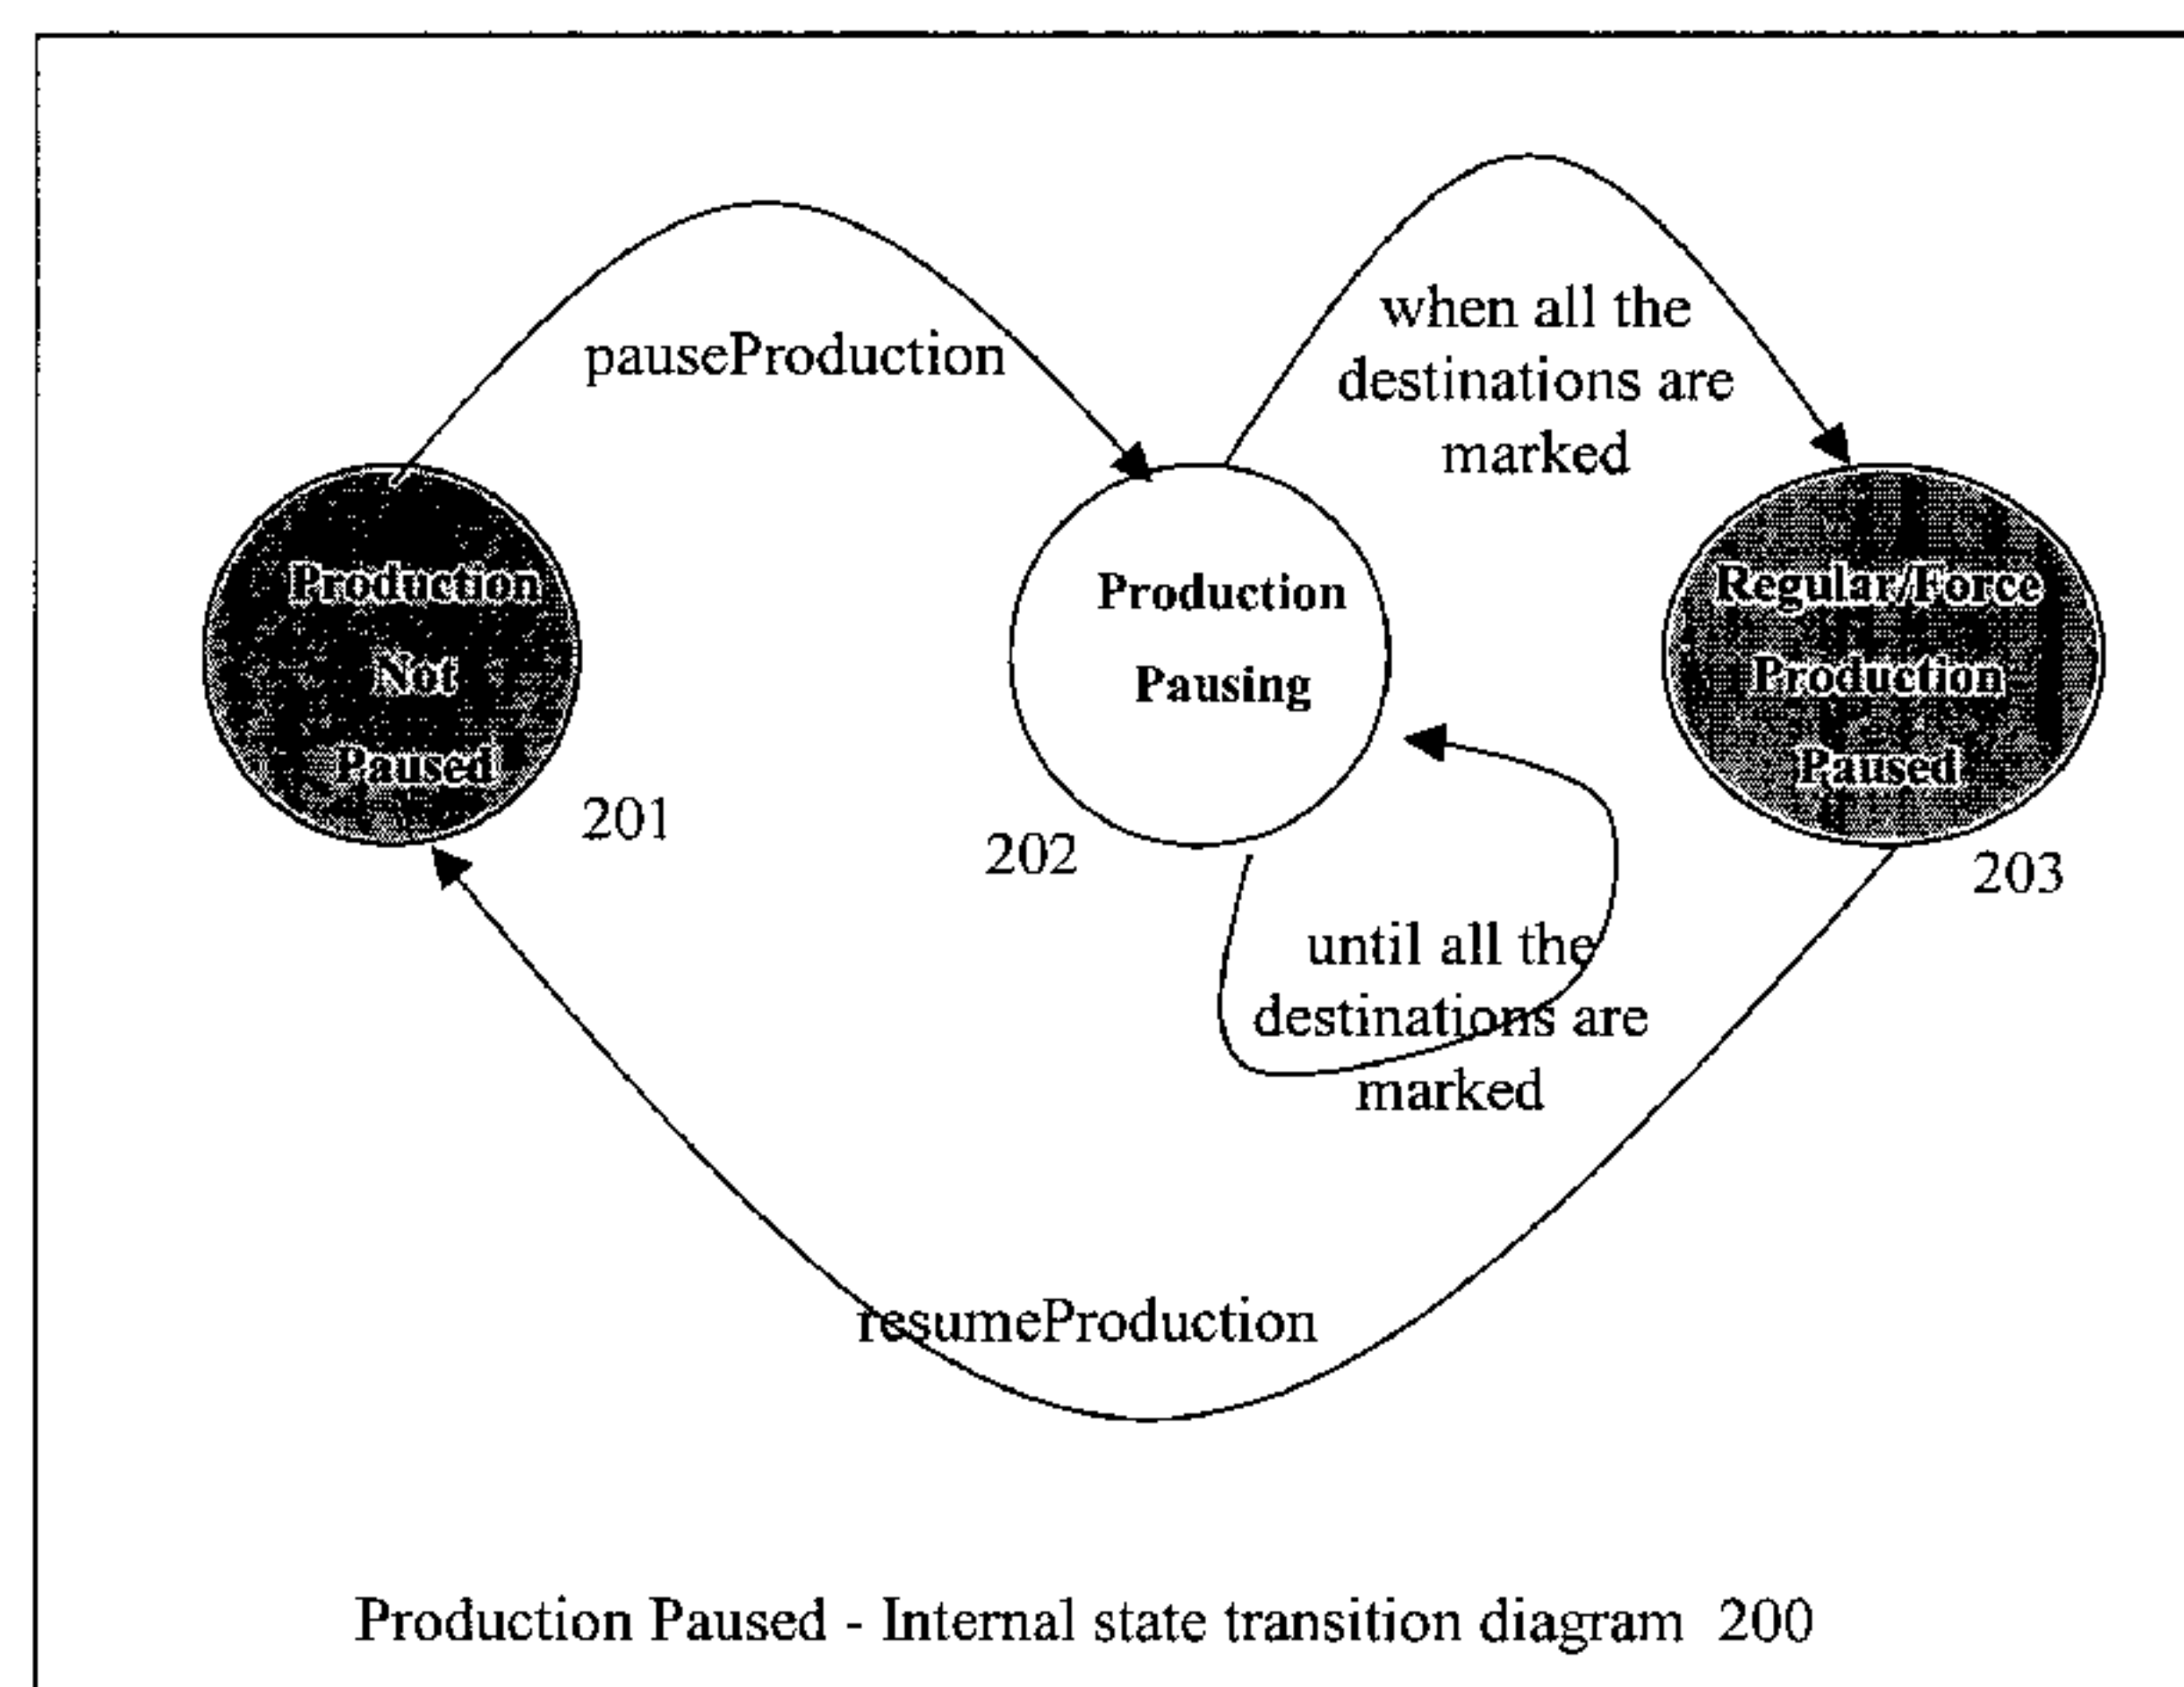 pauseProduction
when all the
destinations are
marked
Production
Not
Paused
201
Production
Pausing
202
Regular/Force
Production
Paused
203
until all the
destinations are
marked
resumeProduction
Production Paused - Internal state transition diagram 200